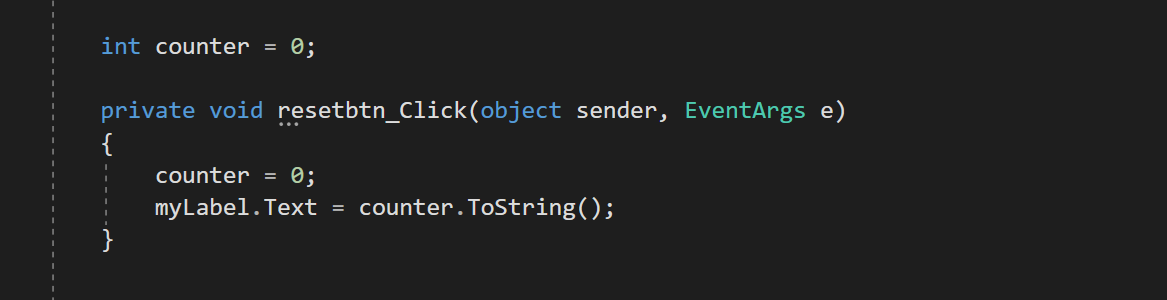 int counter = 0;
private void resetbtn_Click(object sender, EventArgs e)
{
counter = 0;
myLabel.Text = counter.ToString();
}